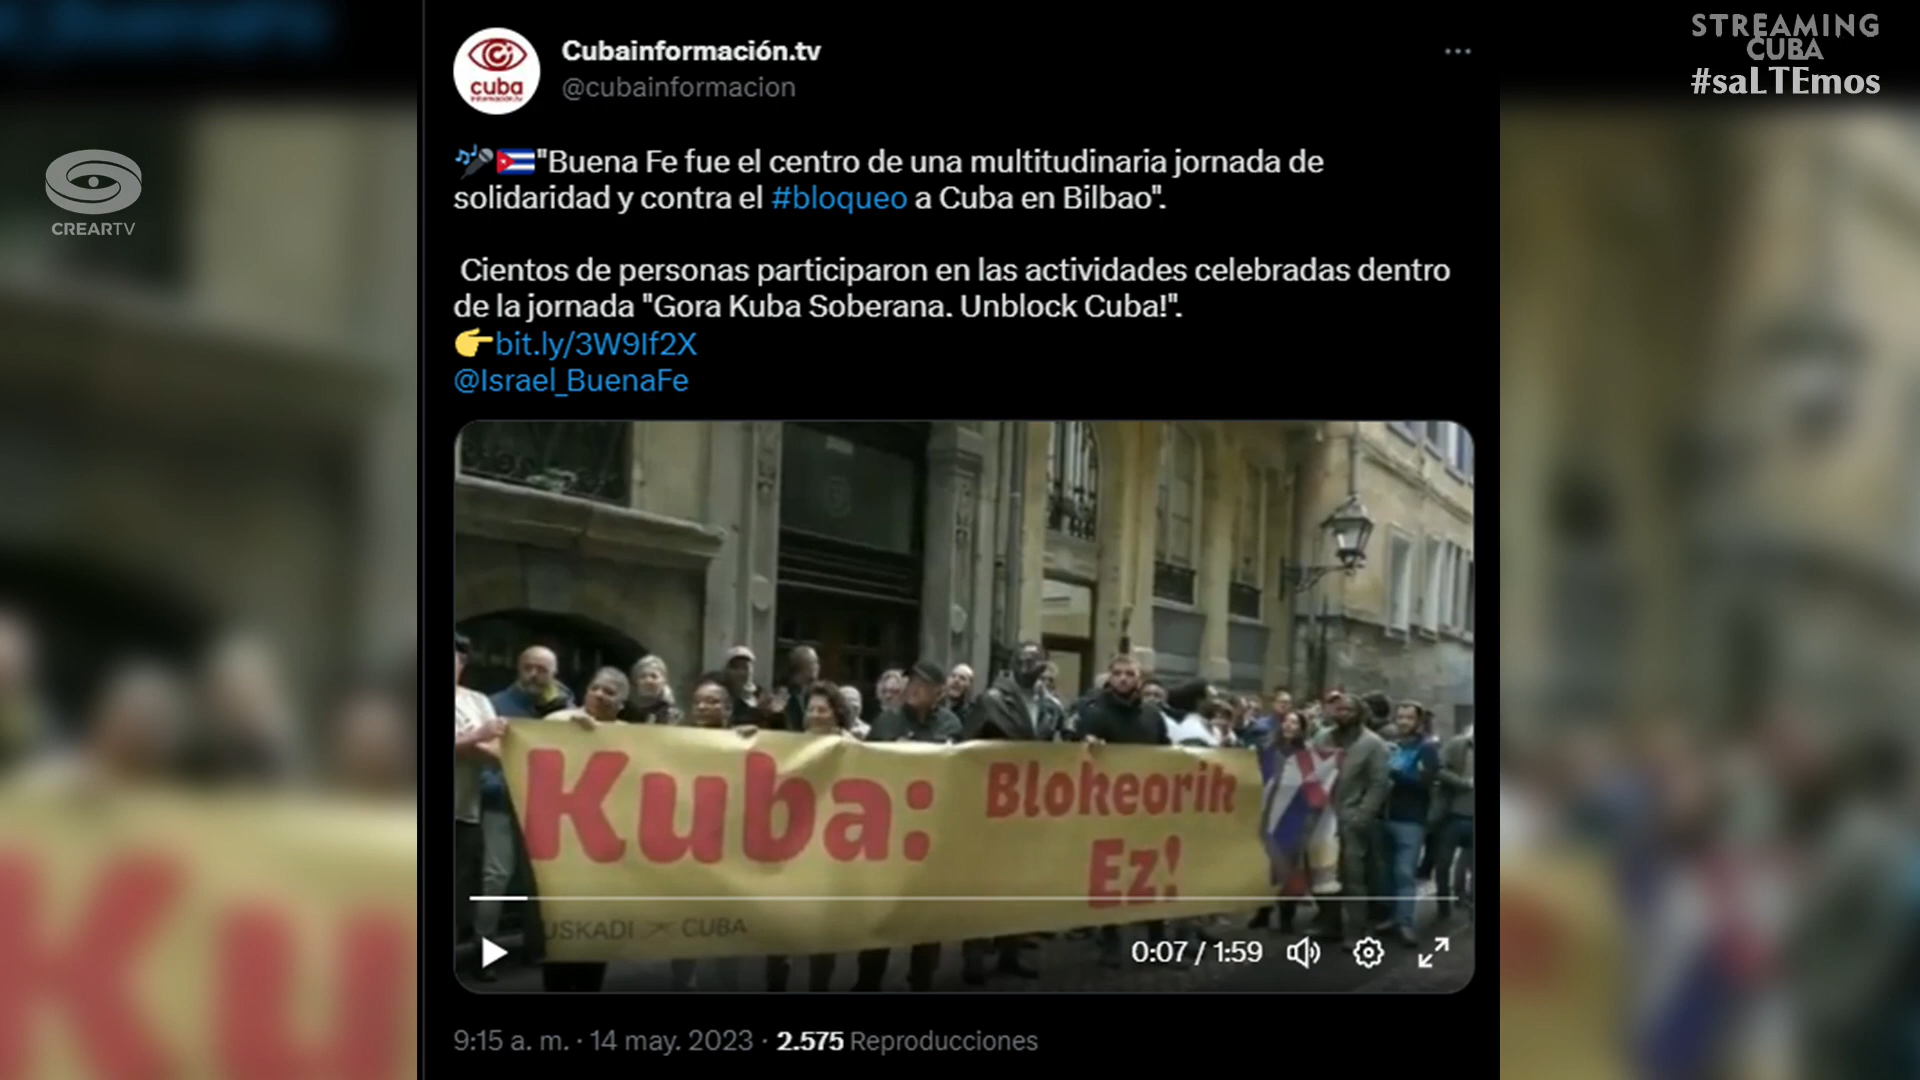 STREAMING
CUBA
#saLTEmos
CREARTV
cuba
información.tv
Cubainformación.tv
@cubainformacion
"Buena Fe fue el centro de una multitudinaria jornada de
solidaridad y contra el #bloqueo a Cuba en Bilbao".
Cientos de personas participaron en las actividades celebradas dentro
de la jornada "Gora Kuba Soberana. Unblock Cuba!".
bit.ly/3W9If2X
@Israel_BuenaFe
Kuba: Blokeorik
Ez!
USKADI CUBA
0:07 / 1:59
9:15 a. m. · 14 may. 2023 · 2.575 Reproducciones